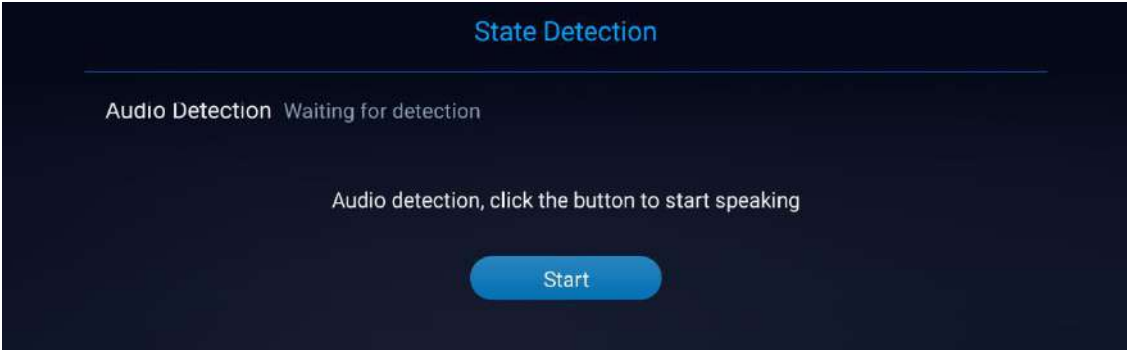 State Detection
Audio Detection Waiting for detection
Audio detection, click the button to start speaking
Start